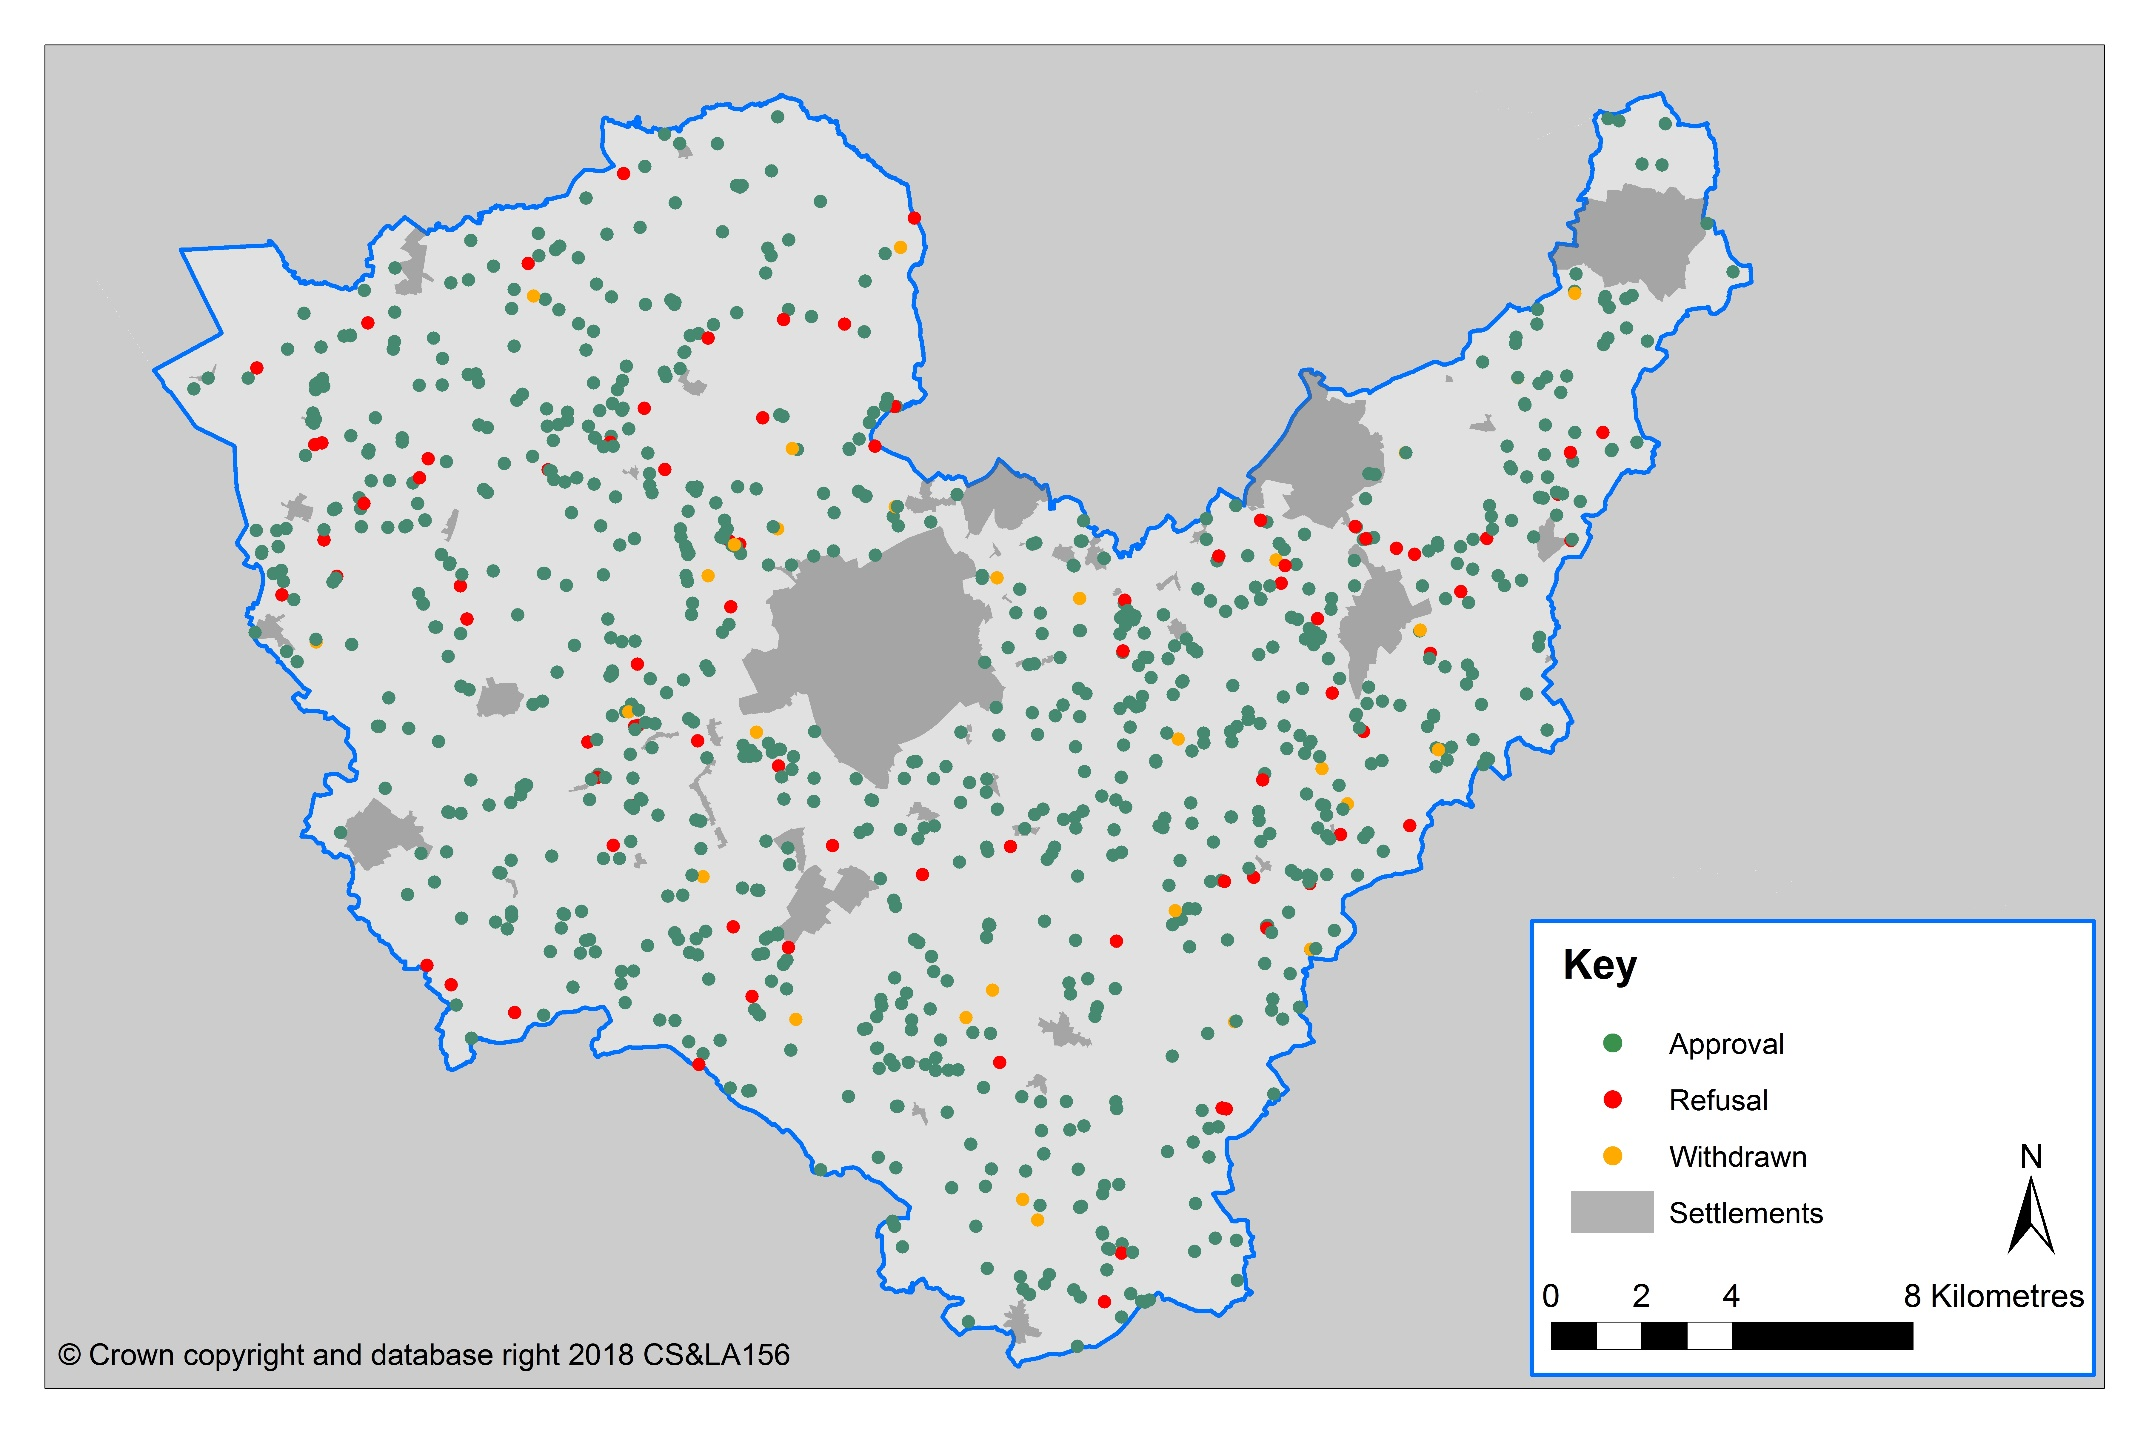 Key
Approval
Refusal
Withdrawn
Settlements
N
0 2 4 8 Kilometres
© Crown copyright and database right 2018 CS&LA156